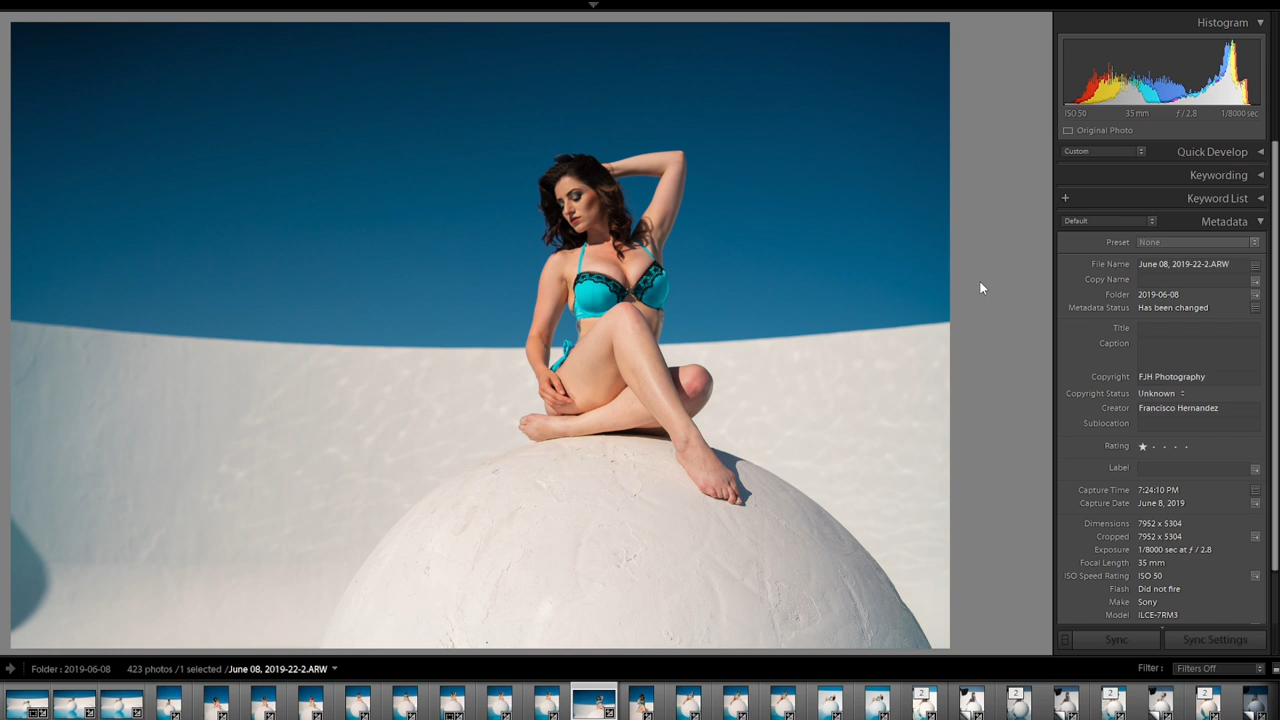 Histogram
ISO 50 35 mm ƒ / 2.8 1/8000 sec
Original Photo
Custom Quick Develop
Keywording
+ Keyword List
Default Metadata
Preset None
File Name June 08, 2019-22-2.ARW
Copy Name
Folder 2019-06-08
Metadata Status Has been changed
Title
Caption
Copyright FJH Photography
Copyright Status Unknown
Creator Francisco Hernandez
Sublocation
Rating
Label
Capture Time 7:24:10 PM
Capture Date June 8, 2019
Dimensions 7952 x 5304
Cropped 7952 x 5304
Exposure 1/8000 sec at ƒ / 2.8
Focal Length 35 mm
ISO Speed Rating ISO 50
Flash Did not fire
Make Sony
Model ILCE-7RM3
Sync Sync Settings
Folder : 2019-06-08 423 photos / 1 selected / June 08, 2019-22-2.ARW Filter : Filters Off
2 2 2 2